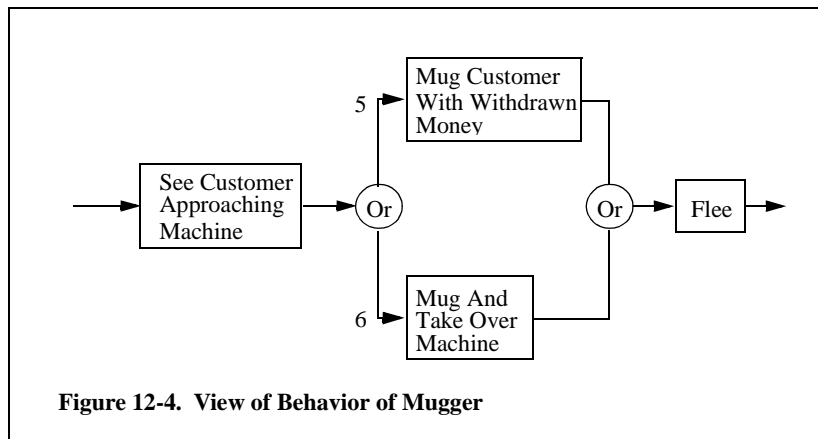 See Customer
Approaching
Machine
Or
5
Mug Customer
With Withdrawn
Money
6
Mug And
Take Over
Machine
Or
Flee
Figure 12-4. View of Behavior of Mugger